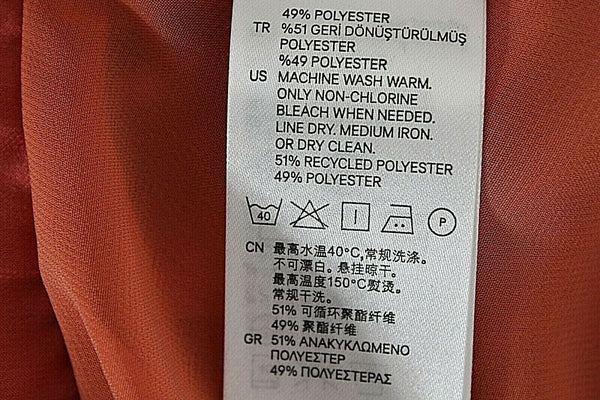 49% POLYESTER
TR %51 GERİ DÖNÜŞTÜRÜLMÜŞ
POLYESTER
%49 POLYESTER
US MACHINE WASH WARM.
ONLY NON-CHLORINE
BLEACH WHEN NEEDED.
LINE DRY. MEDIUM IRON.
OR DRY CLEAN.
51% RECYCLED POLYESTER
49% POLYESTER
40 P
CN 最高水温40°C,常规洗涤。
不可漂白。悬挂晾干。
最高温度150°C熨烫。
常规干洗。
51% 可循环聚酯纤维
49% 聚酯纤维
GR 51% ΑΝΑΚΥΚΛΩΜΕΝΟ
ΠΟΛΥΕΣΤΕΡ
49% ΠΟΛΥΕΣΤΕΡΑΣ